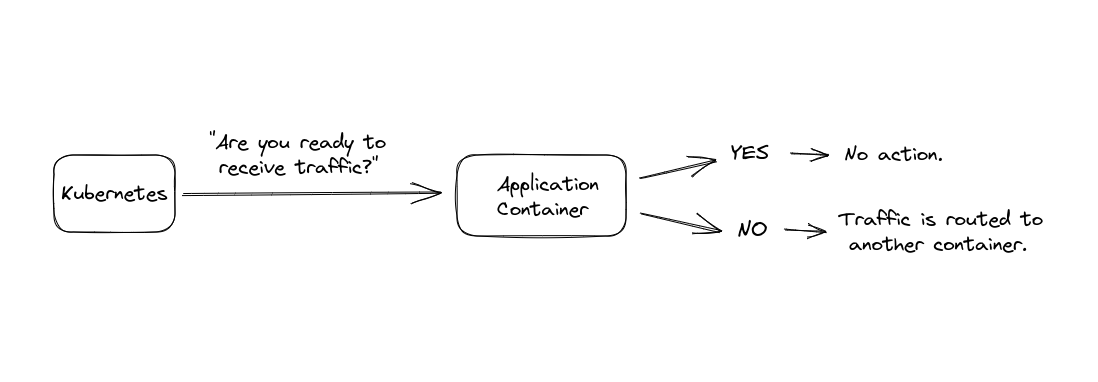 "Are you ready to
receive traffic?"
Kubernetes
Application
Container
YES
No action.
NO
Traffic is routed to
another container.